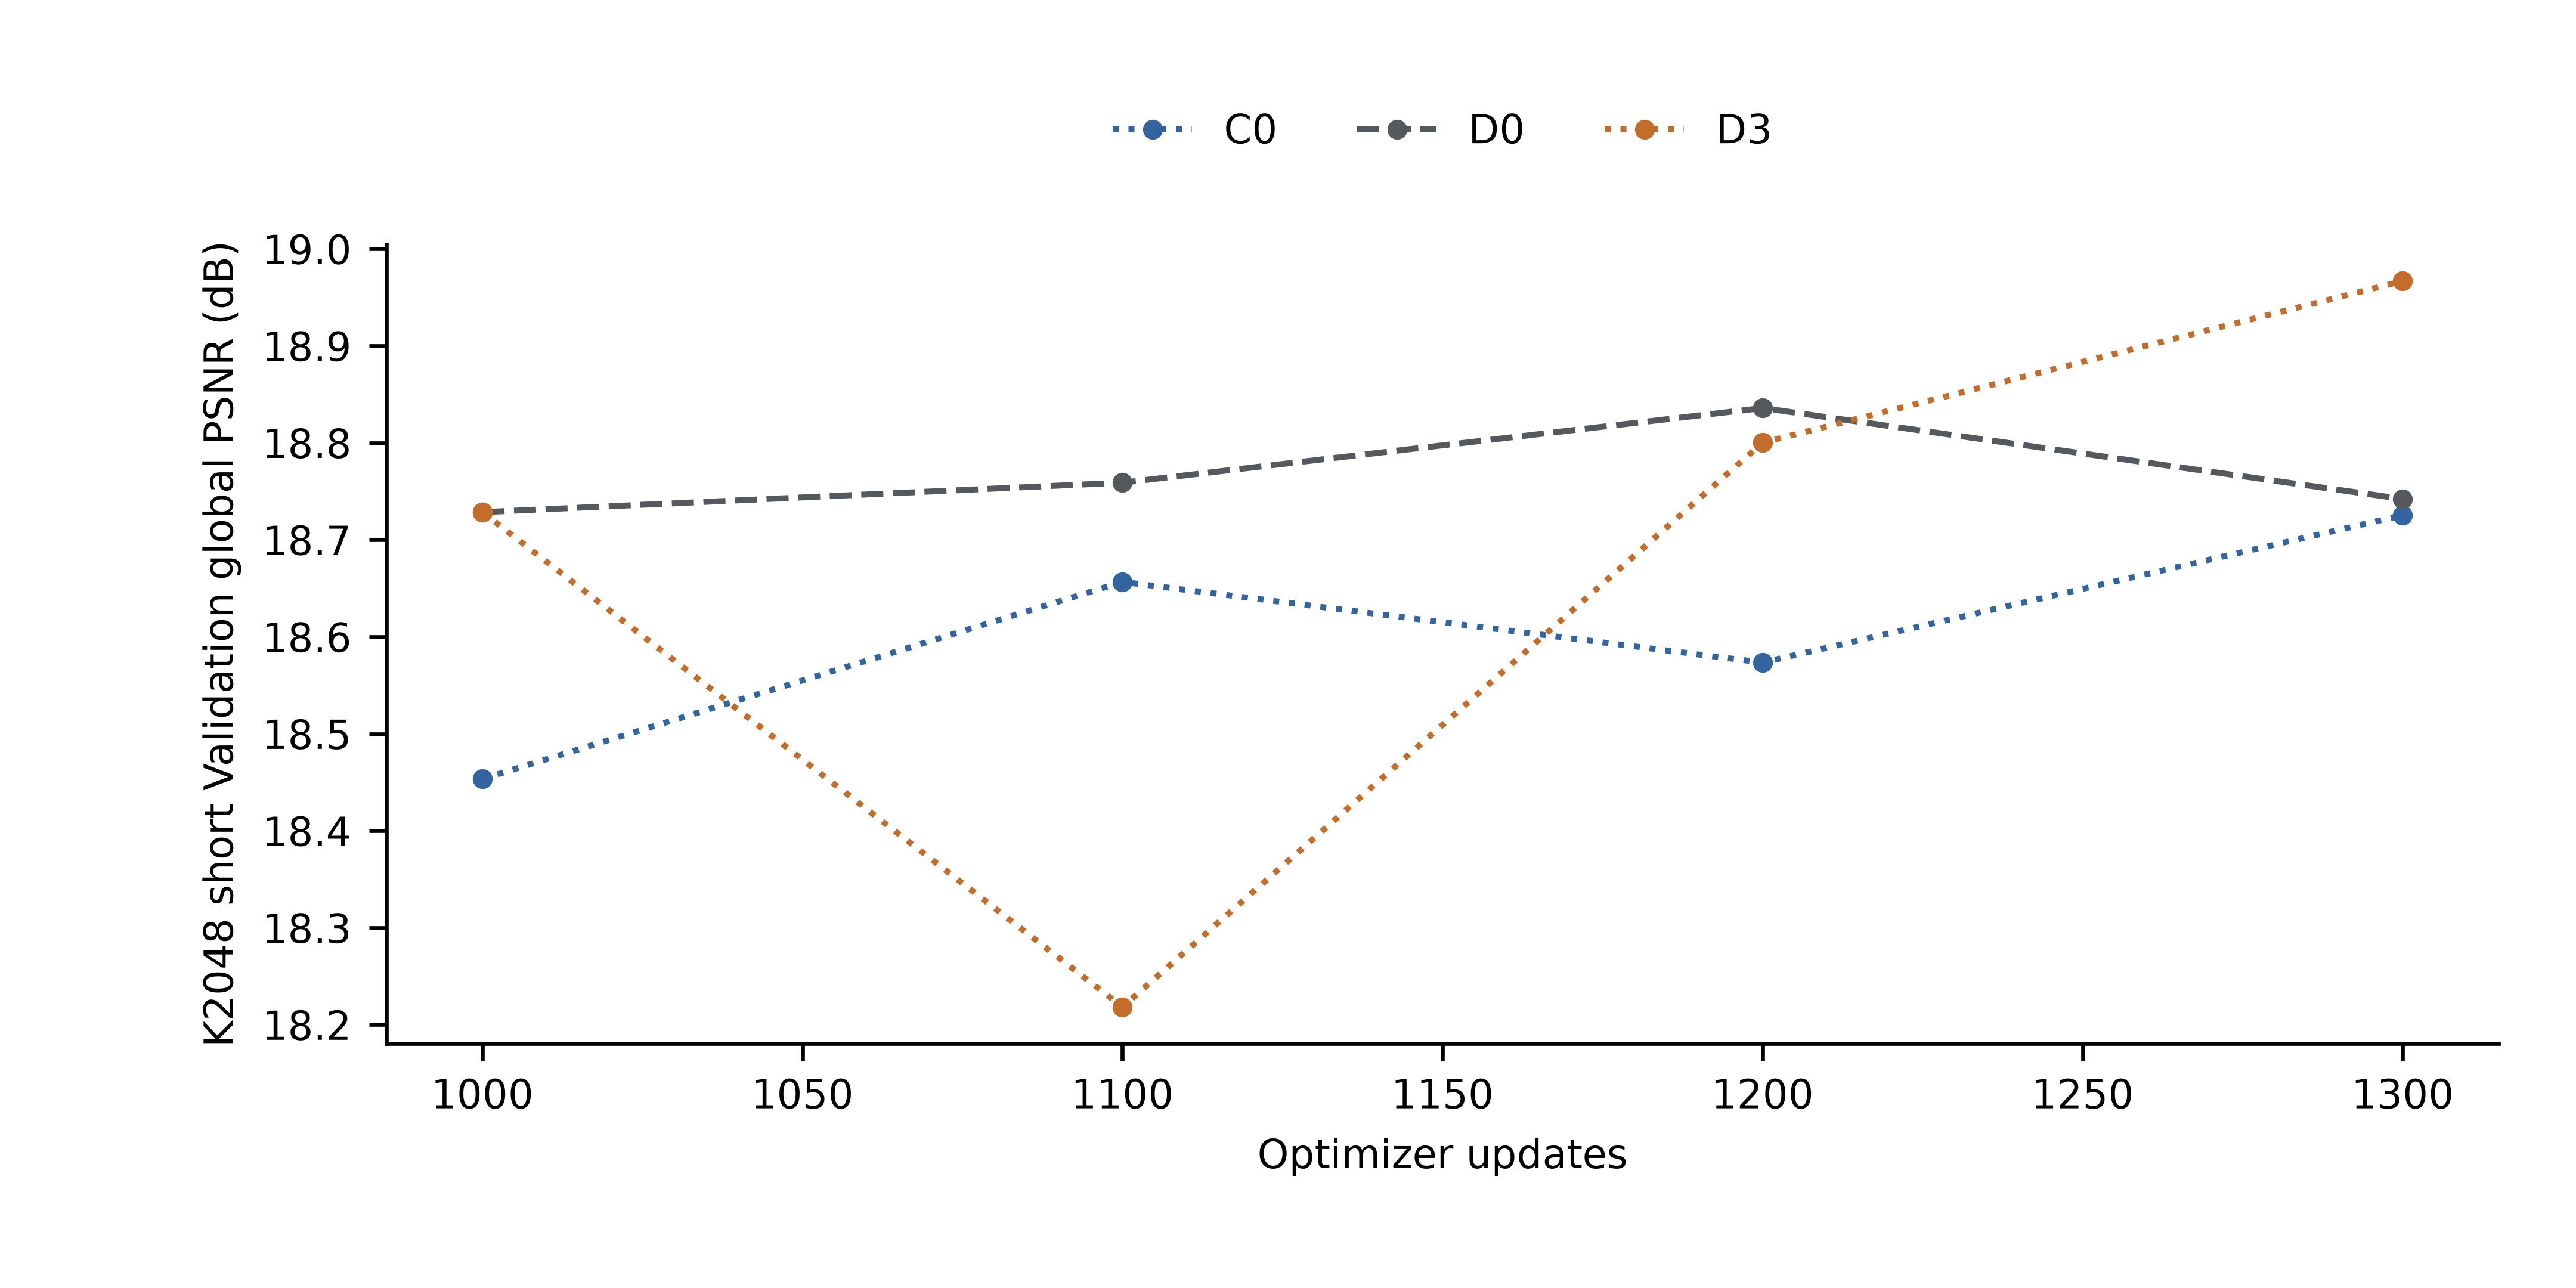 C0 D0 D3
K2048 short Validation global PSNR (dB)
19.0
18.9
18.8
18.7
18.6
18.5
18.4
18.3
18.2
1000 1050 1100 1150 1200 1250 1300
Optimizer updates